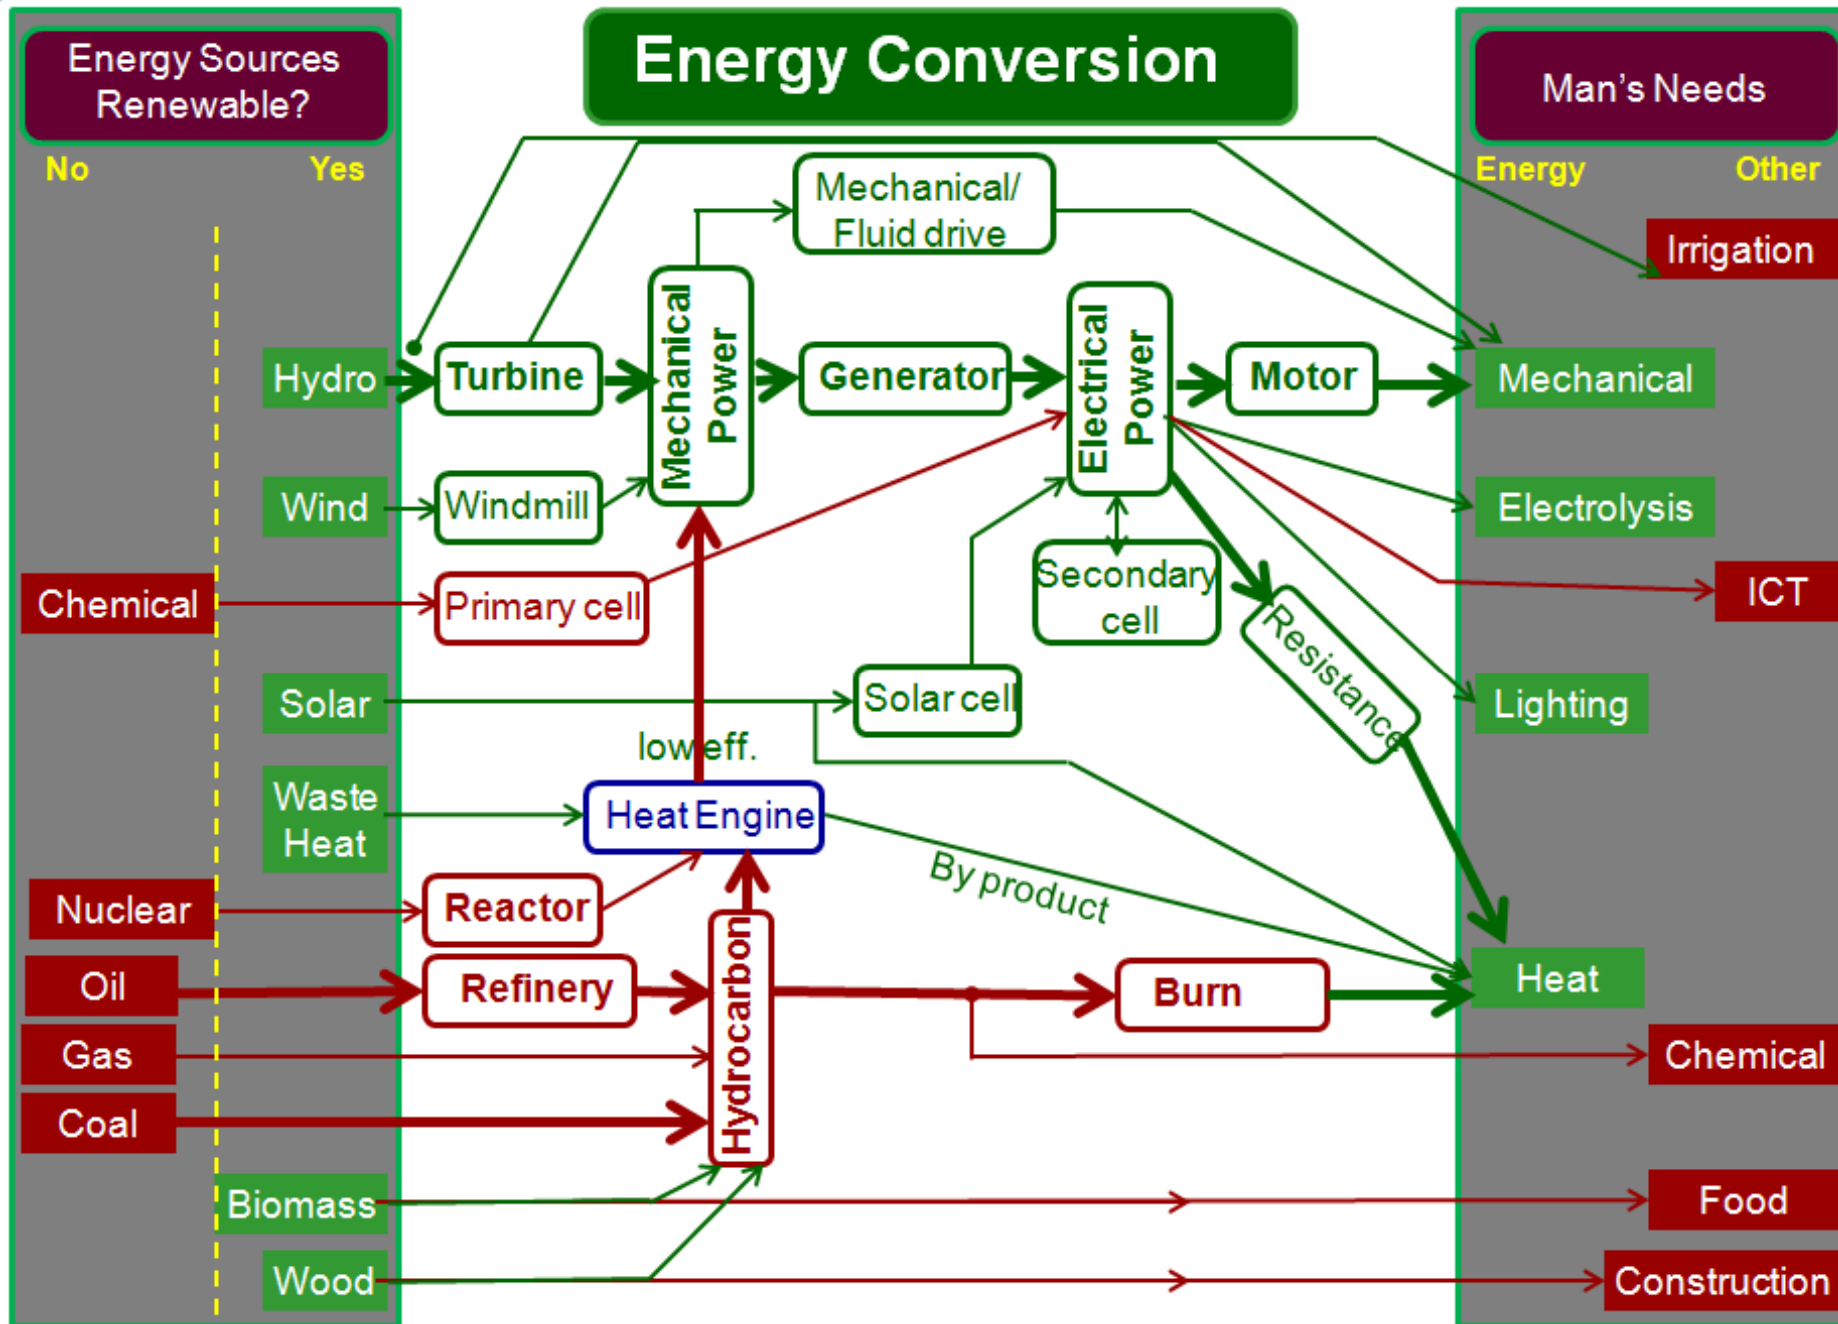 Energy Sources
Renewable?
No
Yes
Energy Conversion
Man's Needs
Energy
Other
Mechanical/
Fluid drive
Irrigation
Hydro
Turbine
Mechanical
Power
Generator
Electrical
Power
Motor
Mechanical
Wind
Windmill
Electrolysis
Chemical
Primary cell
Secondary
cell
ICT
Resistance
Solar
Solar cell
Lighting
low eff.
Waste
Heat
Heat Engine
By product
Nuclear
Reactor
Oil
Refinery
Hydrocarbon
Burn
Heat
Gas
Chemical
Coal
Biomass
Food
Wood
Construction